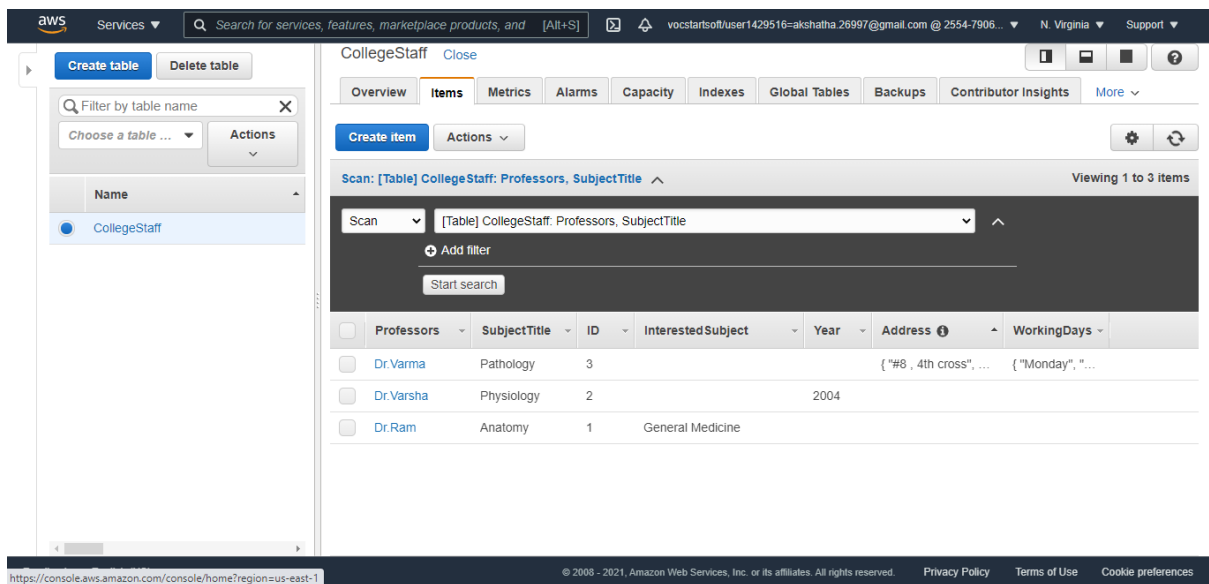 aws Services ▼ Search for services, features, marketplace products, and [Alt+S] vocstartsoft/user1429516=akshatha.26997@gmail.com @ 2554-7906... ▼ N. Virginia ▼ Support ▼
Create table Delete table
Filter by table name
Choose a table ... Actions
Name
CollegeStaff
CollegeStaff Close
Overview Items Metrics Alarms Capacity Indexes Global Tables Backups Contributor Insights More
Create item Actions
Scan: [Table] CollegeStaff: Professors, SubjectTitle Viewing 1 to 3 items
Scan [Table] CollegeStaff: Professors, SubjectTitle
Add filter
Start search
Professors SubjectTitle ID InterestedSubject Year Address WorkingDays
Dr.Varma Pathology 3 { "#8 , 4th cross", ... { "Monday", "...
Dr.Varsha Physiology 2 2004
Dr.Ram Anatomy 1 General Medicine
© 2008 - 2021, Amazon Web Services, Inc. or its affiliates. All rights reserved. Privacy Policy Terms of Use Cookie preferences
https://console.aws.amazon.com/console/home?region=us-east-1